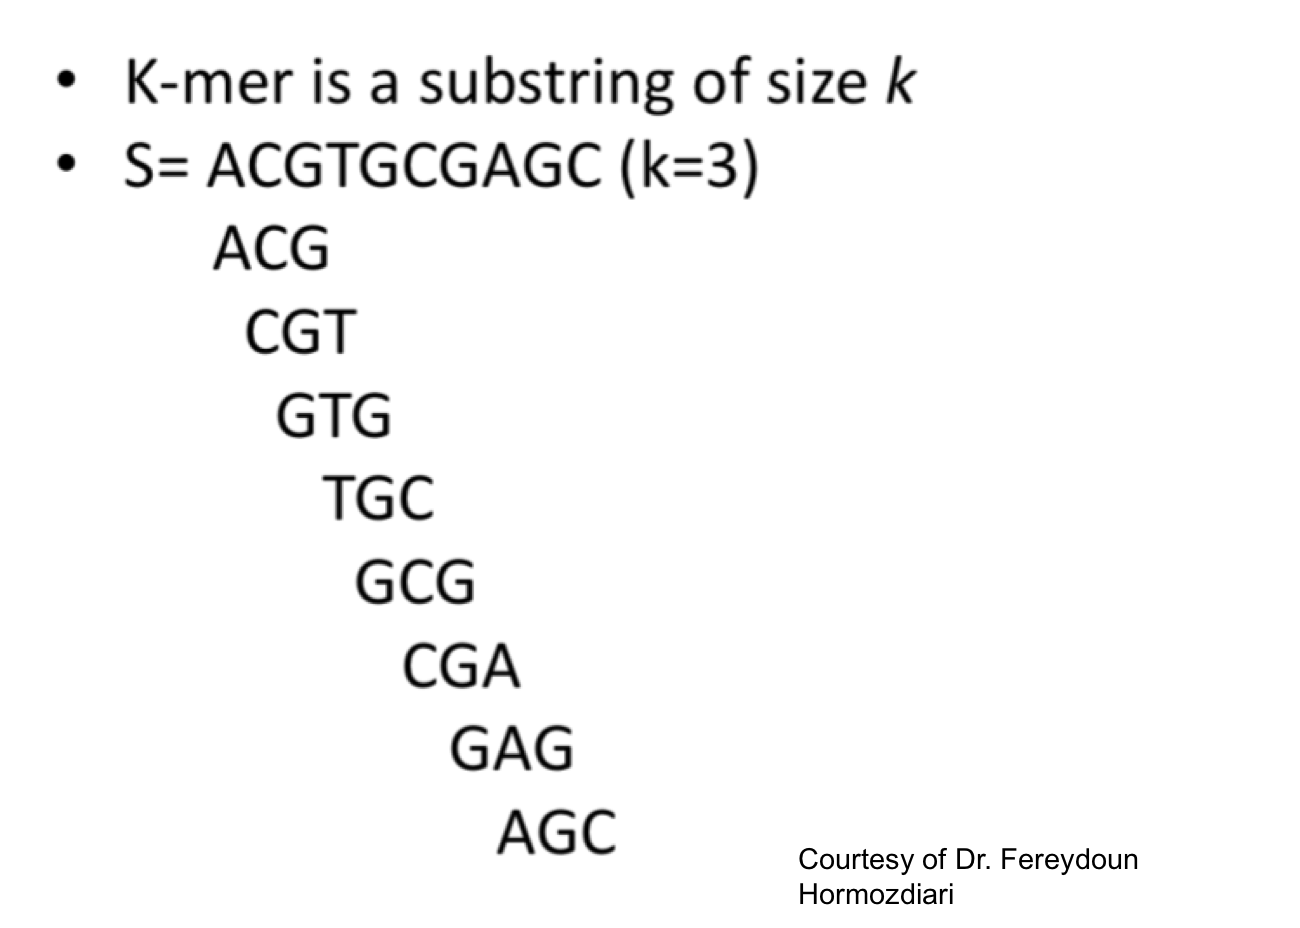 • K-mer is a substring of size k
• S= ACGTGCGAGC (k=3)
ACG
CGT
GTG
TGC
GCG
CGA
GAG
AGC
Courtesy of Dr. Fereydoun
Hormozdiari